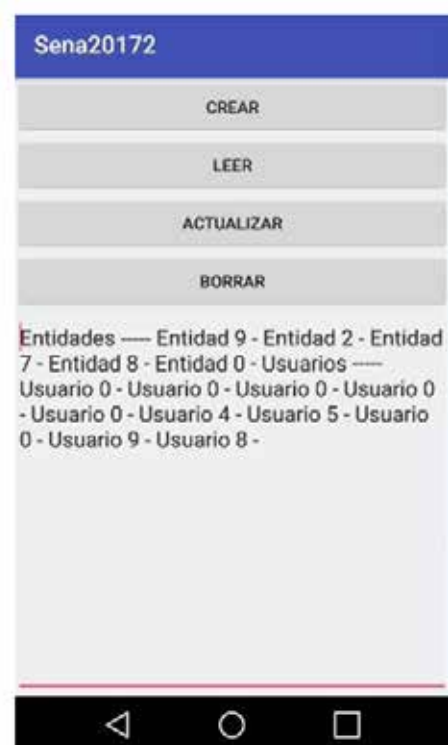 Sena20172
CREAR
LEER
ACTUALIZAR
BORRAR
Entidades ----- Entidad 9 - Entidad 2 - Entidad
7 - Entidad 8 - Entidad 0 - Usuarios -----
Usuario 0 - Usuario 0 - Usuario 0 - Usuario 0
- Usuario 0 - Usuario 4 - Usuario 5 - Usuario
0 - Usuario 9 - Usuario 8 -